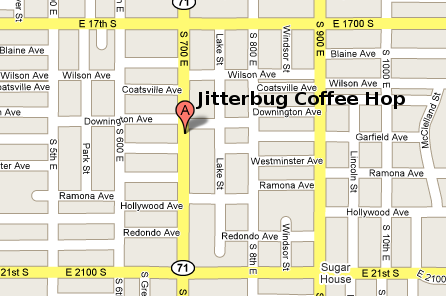 71
E 17th S
E 1700 S
S 700 E
Lake St
S 800 E
Windsor St
S 900 E
Blaine Ave
Blaine Ave
Wilson Ave
Wilson Ave
Wilson Ave
Wilson Ave
S 1000 E
Coatsville Ave
Coatsville Ave
Jitterbug Coffee Hop
A
McClelland St
Downington Ave
Downington Ave
S 600 E
Garfield Ave
S 5th E
Park St
Westminster Ave
Lake St
Lincoln St
Ramona Ave
Ramona Ave
Hollywood Ave
Hollywood Ave
Redondo Ave
Redondo Ave
S 8th E
Windsor St
S 10th E
21st S
E 2100 S
71
Sugar
House
E 21st S
E 2100 S